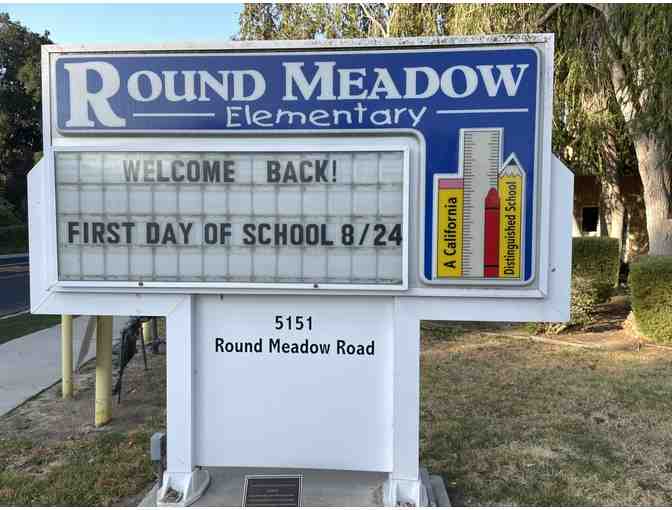 ROUND MEADOW
Elementary
WELCOME BACK!
FIRST DAY OF SCHOOL 8/24
A California
Distinguished School
5151
Round Meadow Road